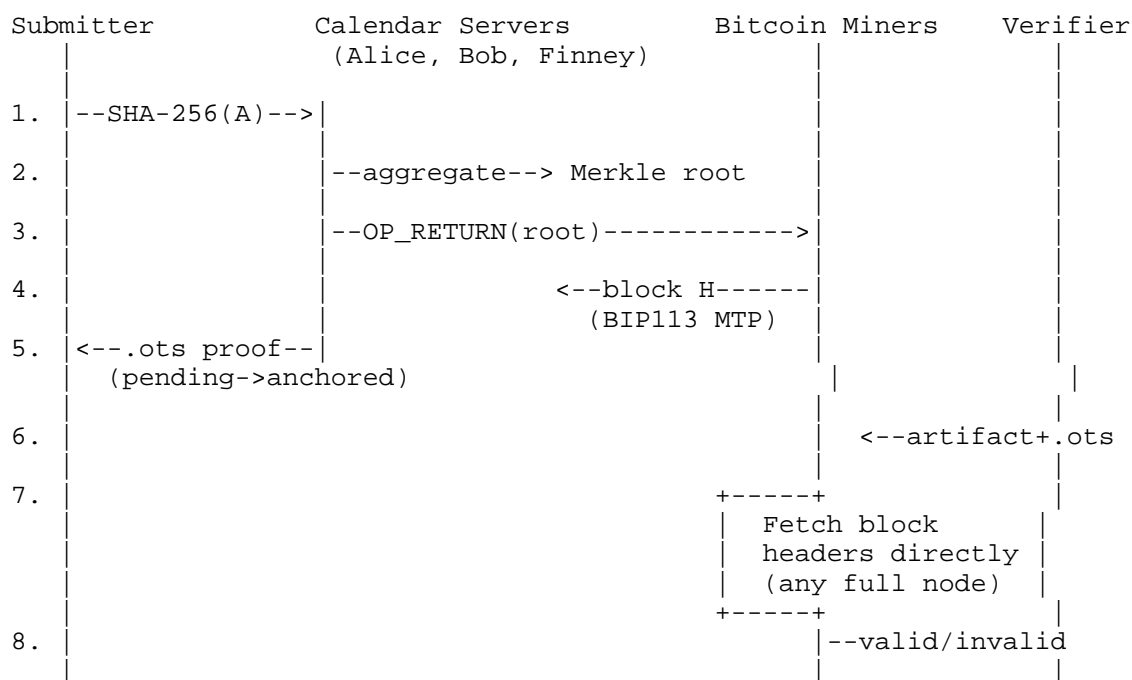 Submitter          Calendar Servers         Bitcoin Miners    Verifier
    |               (Alice, Bob, Finney)          |               |
    |                                             |               |
1.  |--SHA-256(A)-->|                             |               |
    |               |                             |               |
2.  |               |--aggregate--> Merkle root   |               |
    |               |                             |               |
3.  |               |--OP_RETURN(root)------------>|               |
    |               |                             |               |
4.  |               |              <--block H------|               |
    |               |                (BIP113 MTP) |               |
5.  |<--.ots proof--|                             |               |
    |  (pending->anchored)                          |               |
    |                                             |               |
6.  |                                             |  <--artifact+.ots
    |                                             |               |
7.  |                                       +-----+               |
    |                                       |  Fetch block      |
    |                                       |  headers directly |
    |                                       |  (any full node)  |
    |                                       +-----+               |
8.  |                                             |--valid/invalid
    |                                             |               |